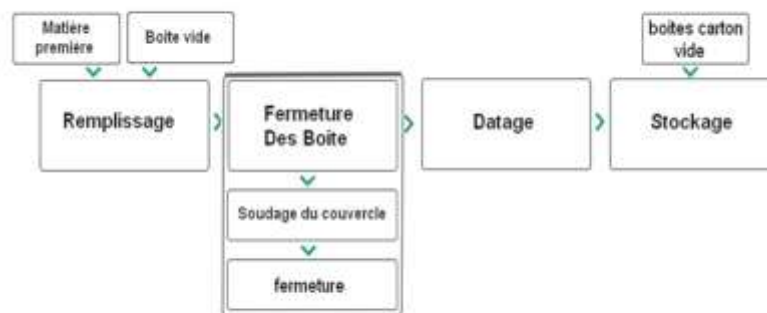 Matière
première
Boite vide
boites carton
vide
Remplissage
Fermeture
Des Boite
Datage
Stockage
Soudage du couvercle
fermeture